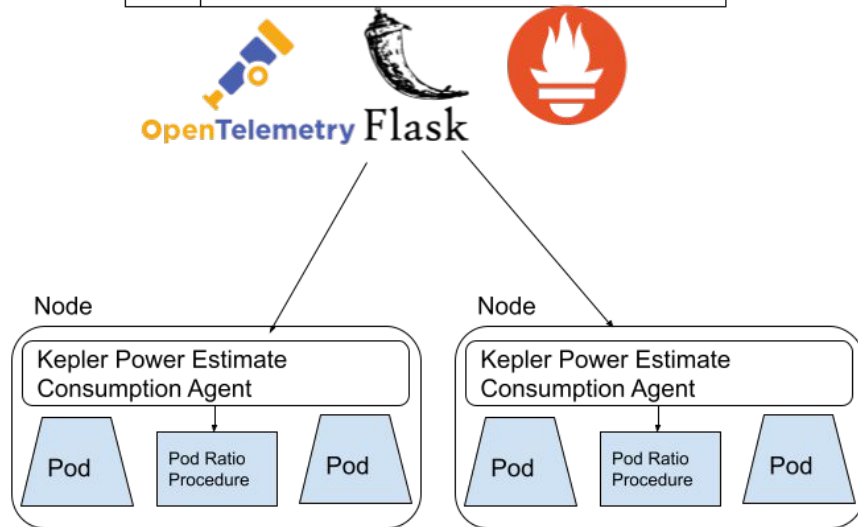 OpenTelemetry Flask
Node
Node
Kepler Power Estimate
Consumption Agent
Kepler Power Estimate
Consumption Agent
Pod
Pod Ratio
Procedure
Pod
Pod
Pod Ratio
Procedure
Pod